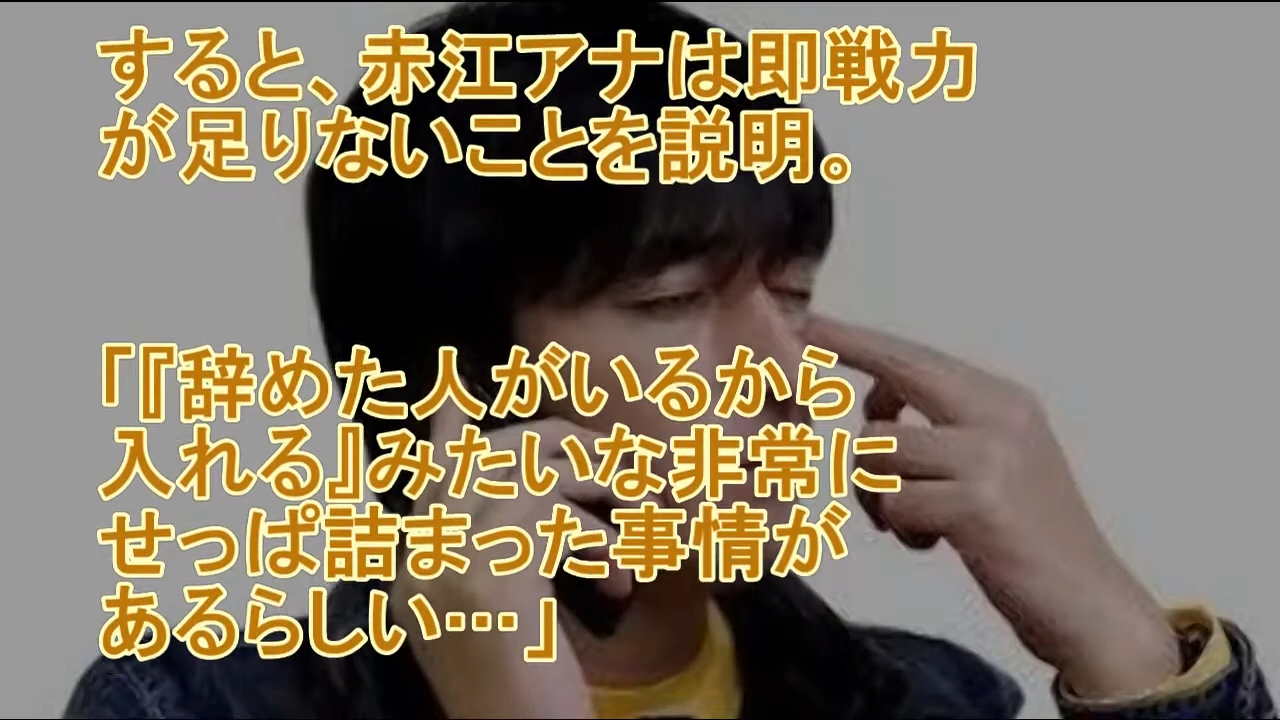 すると、赤江アナは即戦力
が足りないことを説明。
「『辞めた人がいるから
入れる』みたいな非常に
せっぱ詰まった事情が
あるらしい…」